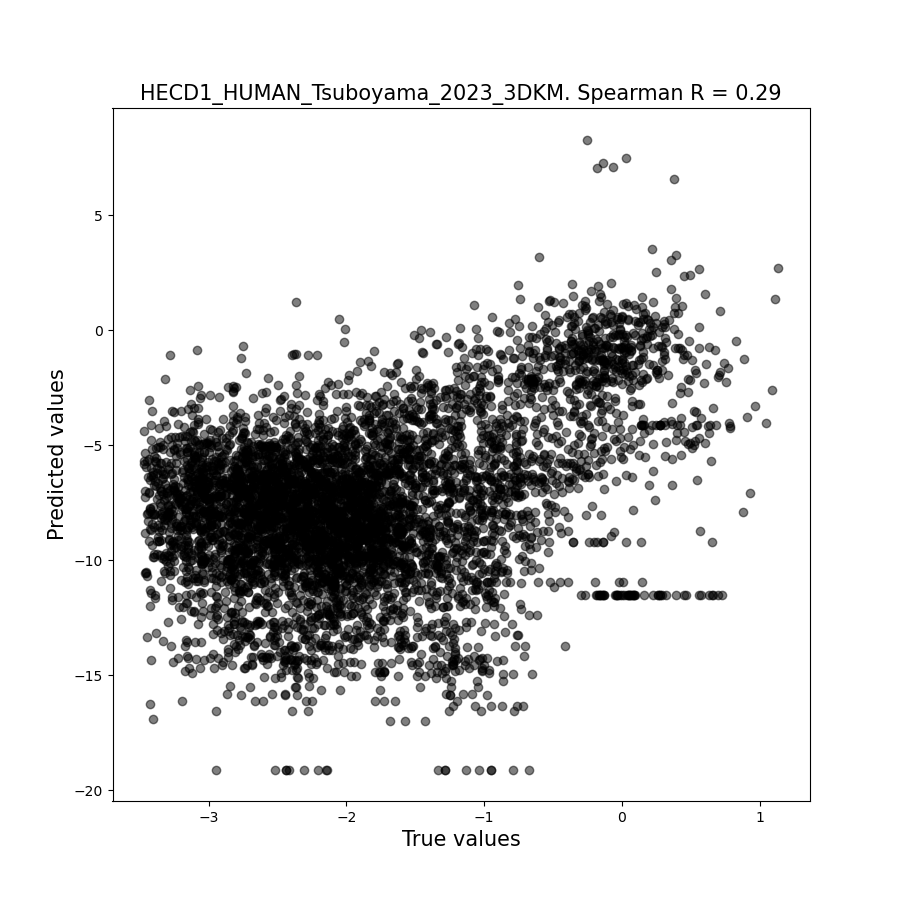 HECD1_HUMAN_Tsuboyama_2023_3DKM. Spearman R = 0.29
Predicted values
5
0
−5
−10
−15
−20
−3 −2 −1 0 1
True values